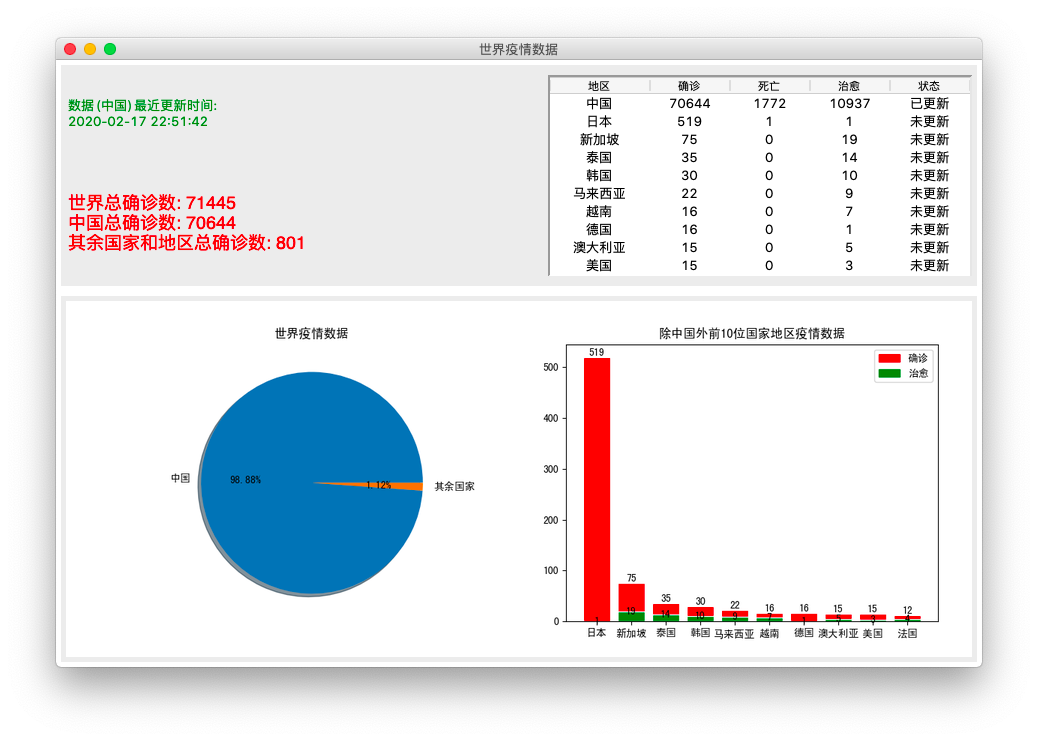 世界疫情数据
数据(中国)最近更新时间:
2020-02-17 22:51:42
世界总确诊数: 71445
中国总确诊数: 70644
其余国家和地区总确诊数: 801
地区 确诊 死亡 治愈 状态
中国 70644 1772 10937 已更新
日本 519 1 1 未更新
新加坡 75 0 19 未更新
泰国 35 0 14 未更新
韩国 30 0 10 未更新
马来西亚 22 0 9 未更新
越南 16 0 7 未更新
德国 16 0 1 未更新
澳大利亚 15 0 5 未更新
美国 15 0 3 未更新
世界疫情数据
中国
98.88%
1.12%
其余国家
除中国外前10位国家地区疫情数据
确诊
治愈
500
400
300
200
100
0
519 75 35 30 22 16 16 15 15 12
19 14 10 9 7
日本 新加坡 泰国 韩国 马来西亚 越南 德国 澳大利亚 美国 法国